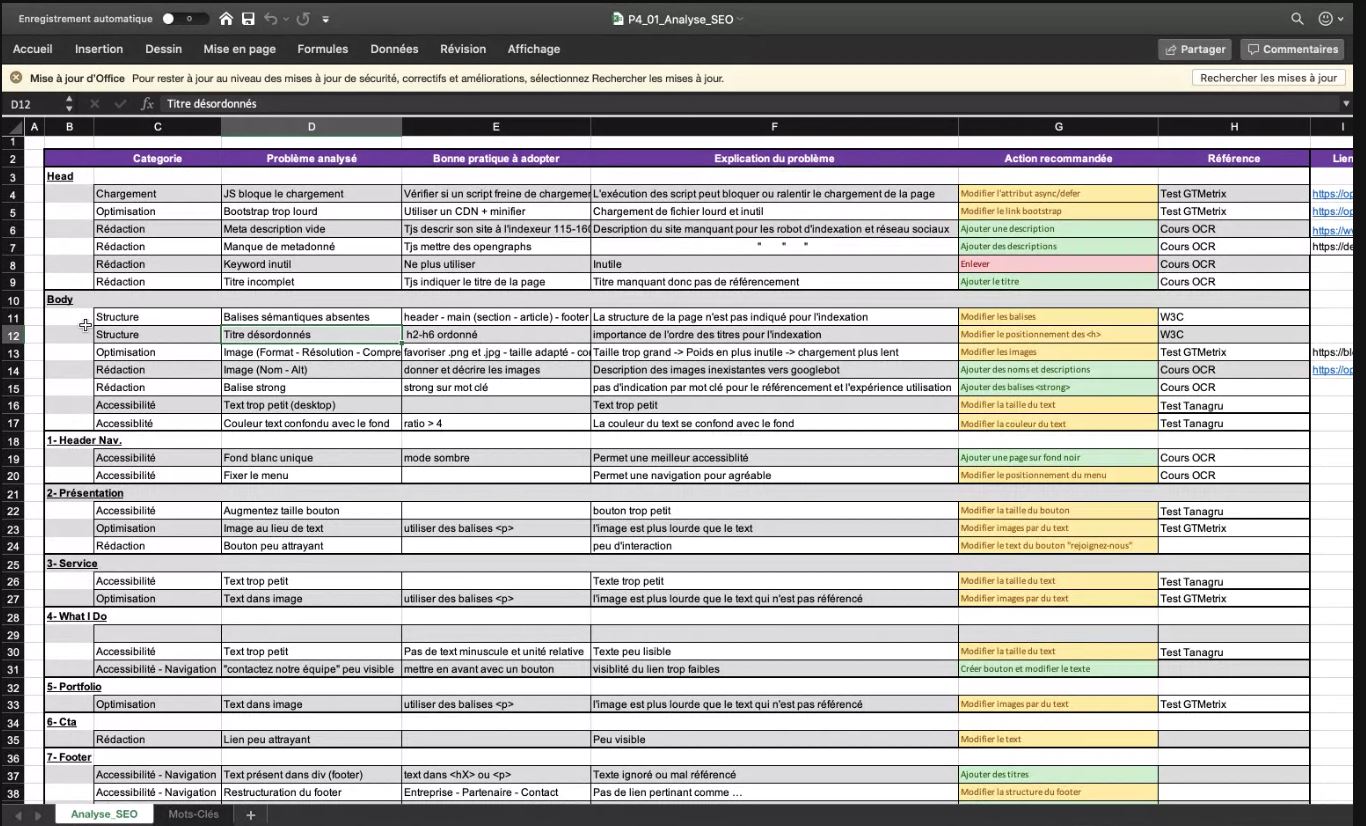 Enregistrement automatique 0 P4_01_Analyse_SEO
Accueil Insertion Dessin Mise en page Formules Données Révision Affichage Partager Commentaires
Mise à jour d'Office Pour rester à jour au niveau des mises à jour de sécurité, correctifs et améliorations, sélectionnez Rechercher les mises à jour. Rechercher les mises à jour
D12 fx Titre désordonnés
A B C D E F G H I
1
2 Categorie Problème analysé Bonne pratique à adopter Explication du problème Action recommandée Référence Lien
3 Head
4 Chargement JS bloque le chargement Vérifier si un script freine de chargemen L'exécution des script peut bloquer ou ralentir le chargement de la page Modifier l'attribut async/defer Test GTMetrix https://op
5 Optimisation Bootstrap trop lourd Utiliser un CDN + minifier Chargement de fichier lourd et inutil Modifier le link bootstrap Test GTMetrix https://op
6 Rédaction Meta description vide Tjs descrir son site à l'indexeur 115-160 Description du site manquant pour les robot d'indexation et réseau sociaux Ajouter une description Cours OCR https://w
7 Rédaction Manque de metadonné Tjs mettre des opengraphs " " " Ajouter des descriptions Cours OCR https://de
8 Rédaction Keyword inutil Ne plus utiliser Inutile Enlever Cours OCR
9 Rédaction Titre incomplet Tjs indiquer le titre de la page Titre manquant donc pas de référencement Ajouter le titre Cours OCR
10 Body
11 Structure Balises sémantiques absentes header - main (section - article) - footer La structure de la page n'est pas indiqué pour l'indexation Modifier les balises W3C
12 Structure Titre désordonnés h2-h6 ordonné importance de l'ordre des titres pour l'indexation Modifier le positionnement des <h> W3C
13 Optimisation Image (Format - Résolution - Compre favoriser .png et .jpg - taille adapté - co Taille trop grand -> Poids en plus inutile -> chargement plus lent Modifier les images Test GTMetrix https://bl
14 Rédaction Image (Nom - Alt) donner et décrire les images Description des images inexistantes vers googlebot Ajouter des noms et descriptions Cours OCR https://op
15 Rédaction Balise strong strong sur mot clé pas d'indication par mot clé pour le référencement et l'expérience utilisation Ajouter des balises <strong> Cours OCR
16 Accessibilité Text trop petit (desktop) Text trop petit Modifier la taille du text Test Tanagru
17 Accessiblité Couleur text confondu avec le fond ratio > 4 La couleur du text se confond avec le fond Modifier la couleur du text Test Tanagru
18 1- Header Nav.
19 Accessibilité Fond blanc unique mode sombre Permet une meilleur accessiblité Ajouter une page sur fond noir Cours OCR
20 Accessibilité Fixer le menu Permet une navigation pour agréable Modifier le positionnement du menu Cours OCR
21 2- Présentation
22 Accessibilité Augmentez taille bouton bouton trop petit Modifier la taille du bouton Test Tanagru
23 Optimisation Image au lieu de text utiliser des balises <p> l'image est plus lourde que le text Modifier images par du text Test GTMetrix
24 Rédaction Bouton peu attrayant peu d'interaction Modifier le text du bouton "rejoignez-nous"
25 3- Service
26 Accessibilité Text trop petit Texte trop petit Modifier la taille du text Test Tanagru
27 Optimisation Text dans image utiliser des balises <p> l'image est plus lourde que le text qui n'est pas référencé Modifier images par du text Test GTMetrix
28 4- What I Do
29
30 Accessibilité Text trop petit Pas de text minuscule et unité relative Texte peu lisible Modifier la taille du text Test Tanagru
31 Accessibilité - Navigation "contactez notre équipe" peu visible mettre en avant avec un bouton visiblité du lien trop faibles Créer bouton et modifier le texte
32 5- Portfolio
33 Optimisation Text dans image utiliser des balises <p> l'image est plus lourde que le text qui n'est pas référencé Modifier images par du text Test GTMetrix
34 6- Cta
35 Rédaction Lien peu attrayant Peu visible Modifier le text
36 7- Footer
37 Accessibilité - Navigation Text présent dans div (footer) text dans <hX> ou <p> Texte ignoré ou mal référencé Ajouter des titres
38 Accessibilité - Navigation Restructuration du footer Entreprise - Partenaire - Contact Pas de lien pertinant comme ... Modifier la structure du footer
Analyse_SEO Mots-Clés +